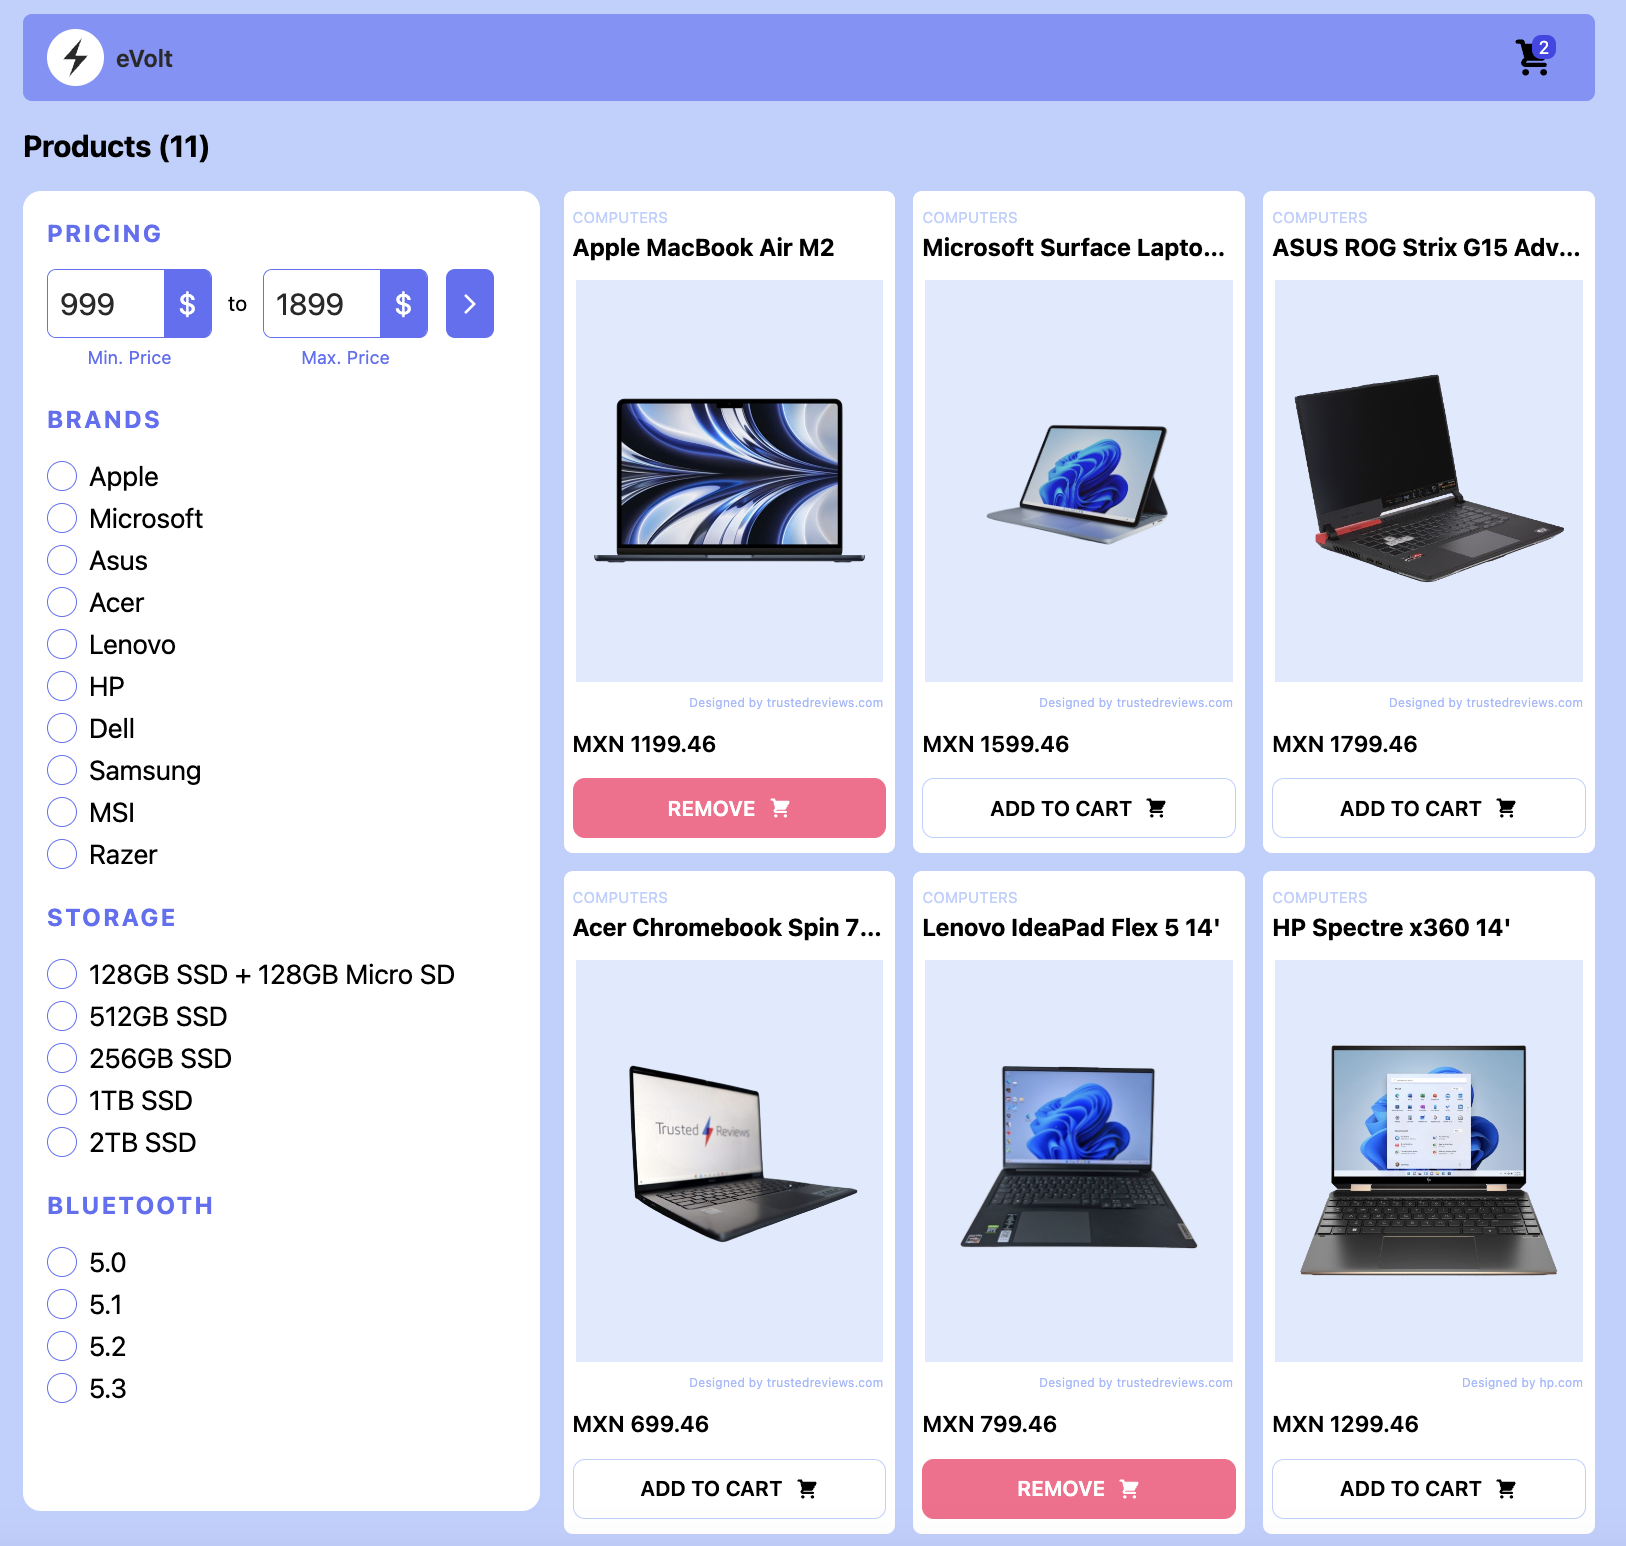 eVolt
2
Products (11)
PRICING
999 $ to 1899 $ >
Min. Price Max. Price
BRANDS
Apple
Microsoft
Asus
Acer
Lenovo
HP
Dell
Samsung
MSI
Razer
STORAGE
128GB SSD + 128GB Micro SD
512GB SSD
256GB SSD
1TB SSD
2TB SSD
BLUETOOTH
5.0
5.1
5.2
5.3
COMPUTERS
Apple MacBook Air M2
Designed by trustedreviews.com
MXN 1199.46
REMOVE
COMPUTERS
Microsoft Surface Lapto...
Designed by trustedreviews.com
MXN 1599.46
ADD TO CART
COMPUTERS
ASUS ROG Strix G15 Adv...
Designed by trustedreviews.com
MXN 1799.46
ADD TO CART
COMPUTERS
Acer Chromebook Spin 7...
Trusted Reviews
Designed by trustedreviews.com
MXN 699.46
ADD TO CART
COMPUTERS
Lenovo IdeaPad Flex 5 14'
Designed by trustedreviews.com
MXN 799.46
REMOVE
COMPUTERS
HP Spectre x360 14'
Designed by hp.com
MXN 1299.46
ADD TO CART